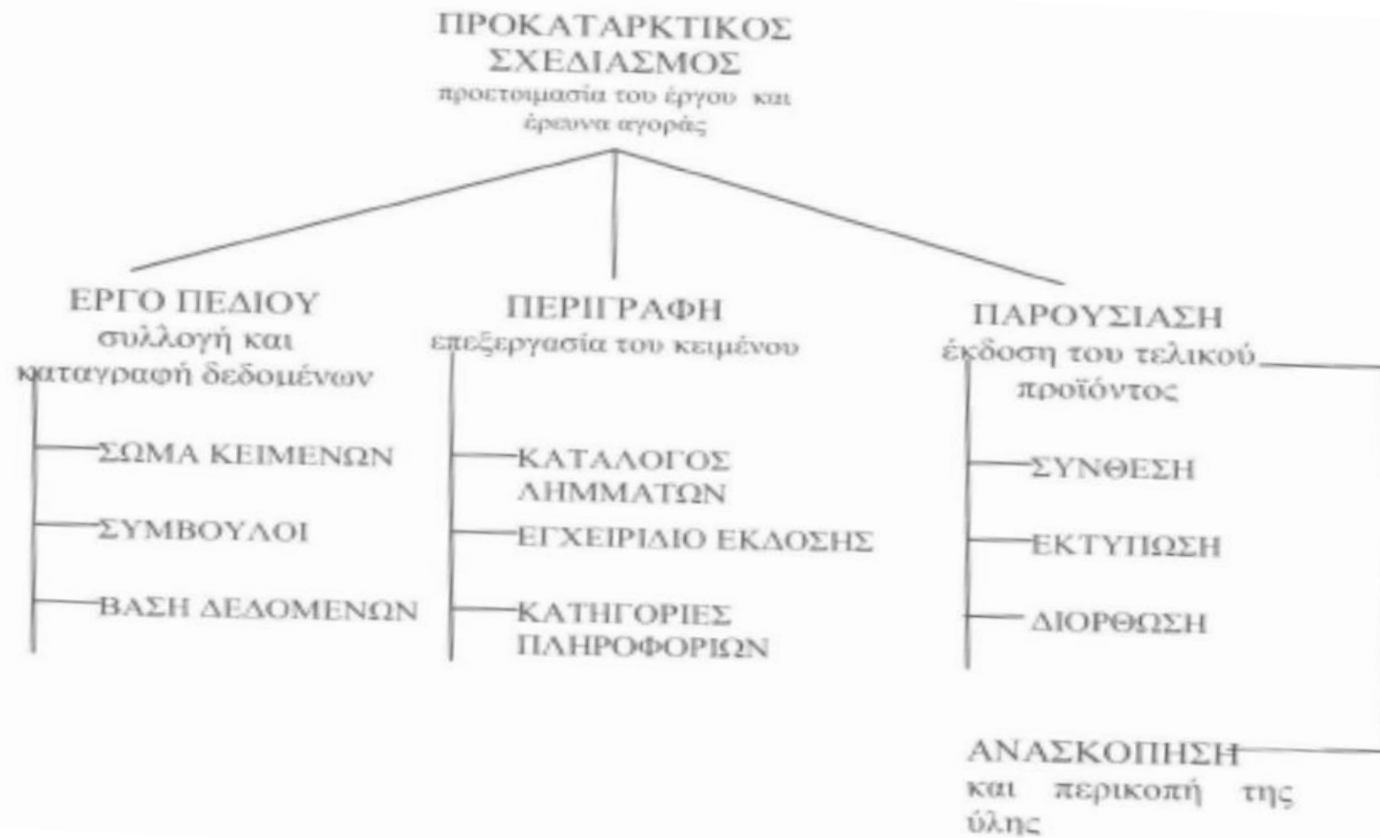 ΠΡΟΚΑΤΑΡΚΤΙΚΟΣ
ΣΧΕΔΙΑΣΜΟΣ
προετοιμασία του έργου και
έρευνα αγοράς
ΕΡΓΟ ΠΕΔΙΟΥ
συλλογή και
καταγραφή δεδομένων
ΣΩΜΑ ΚΕΙΜΕΝΩΝ
ΣΥΜΒΟΥΛΟΙ
ΒΑΣΗ ΔΕΔΟΜΕΝΩΝ
ΠΕΡΙΓΡΑΦΗ
επεξεργασία του κειμένου
ΚΑΤΑΛΟΓΟΣ
ΛΗΜΜΑΤΩΝ
ΕΓΧΕΙΡΙΔΙΟ ΕΚΔΟΣΗΣ
ΚΑΤΗΓΟΡΙΕΣ
ΠΛΗΡΟΦΟΡΙΩΝ
ΠΑΡΟΥΣΙΑΣΗ
έκδοση του τελικού
προϊόντος
ΣΥΝΘΕΣΗ
ΕΚΤΥΠΩΣΗ
ΔΙΟΡΘΩΣΗ
ΑΝΑΣΚΟΠΗΣΗ
και περικοπή της
ύλης